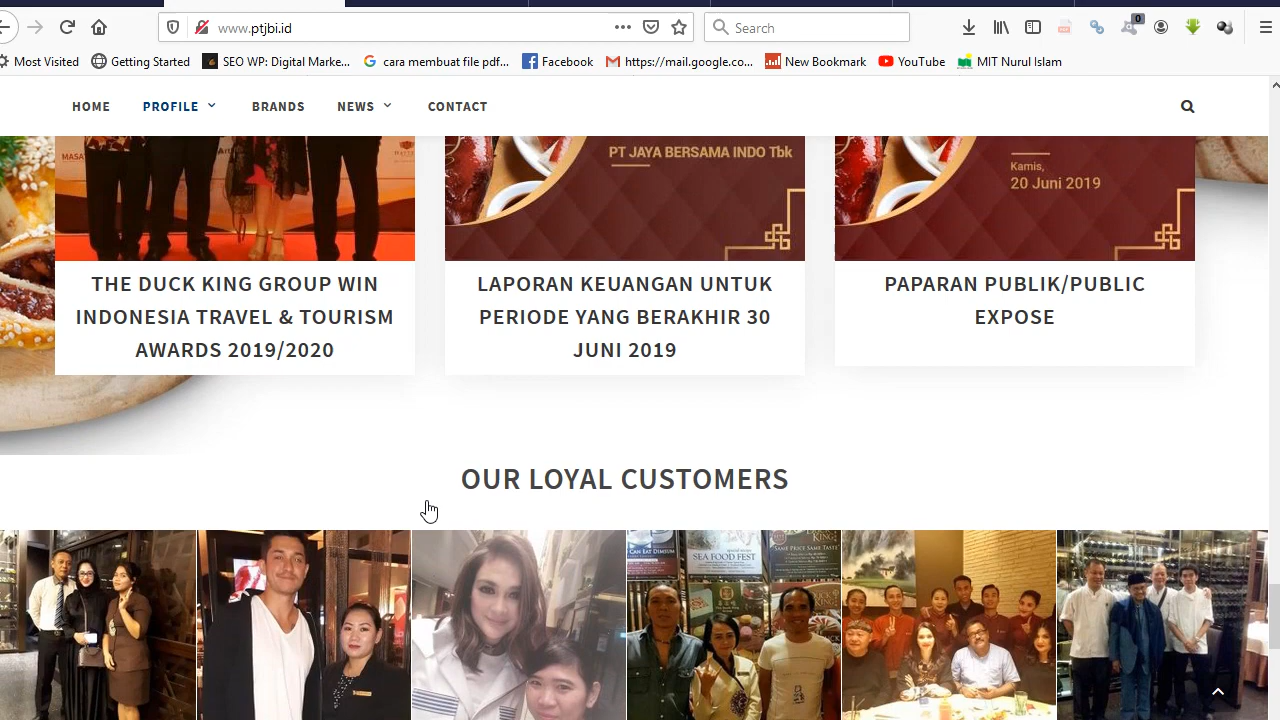 www.ptjbi.id
Search
0
Most Visited
Getting Started
SEO WP: Digital Marke...
cara membuat file pdf...
Facebook
https://mail.google.co...
New Bookmark
YouTube
MIT Nurul Islam
HOME
PROFILE
BRANDS
NEWS
CONTACT
PT JAYA BERSAMA INDO Tbk
Kamis,
20 Juni 2019
THE DUCK KING GROUP WIN
INDONESIA TRAVEL & TOURISM
AWARDS 2019/2020
LAPORAN KEUANGAN UNTUK
PERIODE YANG BERAKHIR 30
JUNI 2019
PAPARAN PUBLIK/PUBLIC
EXPOSE
OUR LOYAL CUSTOMERS
SEA FOOD FEST